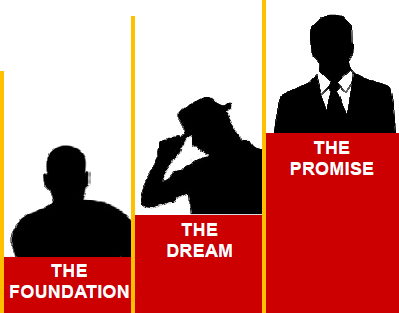 THE
FOUNDATION
THE
DREAM
THE
PROMISE